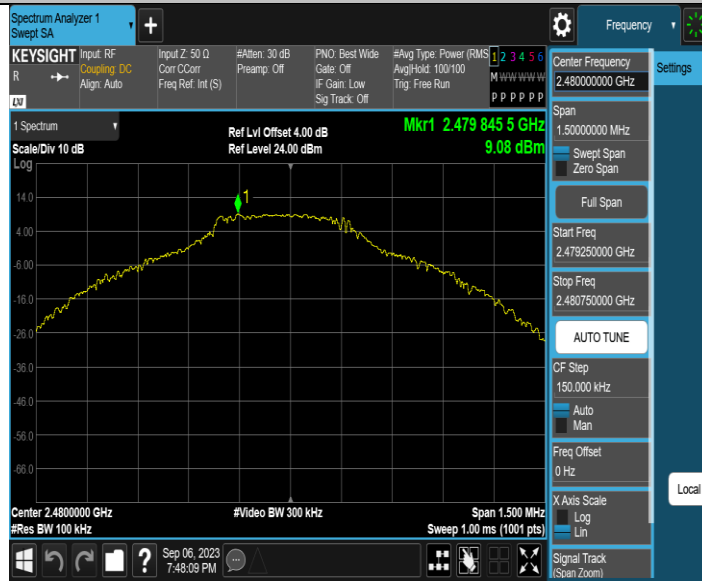 Spectrum Analyzer 1
Swept SA
+
Frequency
KEYSIGHT
R
LXI
Input: RF
Coupling: DC
Align: Auto
Input Z: 50 Ω
Corr CCorr
Freq Ref: Int (S)
#Atten: 30 dB
Preamp: Off
PNO: Best Wide
Gate: Off
IF Gain: Low
Sig Track: Off
#Avg Type: Power (RMS
Avg|Hold: 100/100
Trig: Free Run
1 2 3 4 5 6
M W W W W W
P P P P P P
1 Spectrum
Scale/Div 10 dB
Log
Ref Lvl Offset 4.00 dB
Ref Level 24.00 dBm
Mkr1 2.479 845 5 GHz
9.08 dBm
1
14.0
4.00
-6.00
-16.0
-26.0
-36.0
-46.0
-56.0
-66.0
Center 2.4800000 GHz
#Res BW 100 kHz
#Video BW 300 kHz
Span 1.500 MHz
Sweep 1.00 ms (1001 pts)
?
Sep 06, 2023
7:48:09 PM
Center Frequency
2.480000000 GHz
Span
1.50000000 MHz
Swept Span
Zero Span
Full Span
Start Freq
2.479250000 GHz
Stop Freq
2.480750000 GHz
AUTO TUNE
CF Step
150.000 kHz
Auto
Man
Freq Offset
0 Hz
X Axis Scale
Log
Lin
Signal Track
(Span Zoom)
Settings
Local